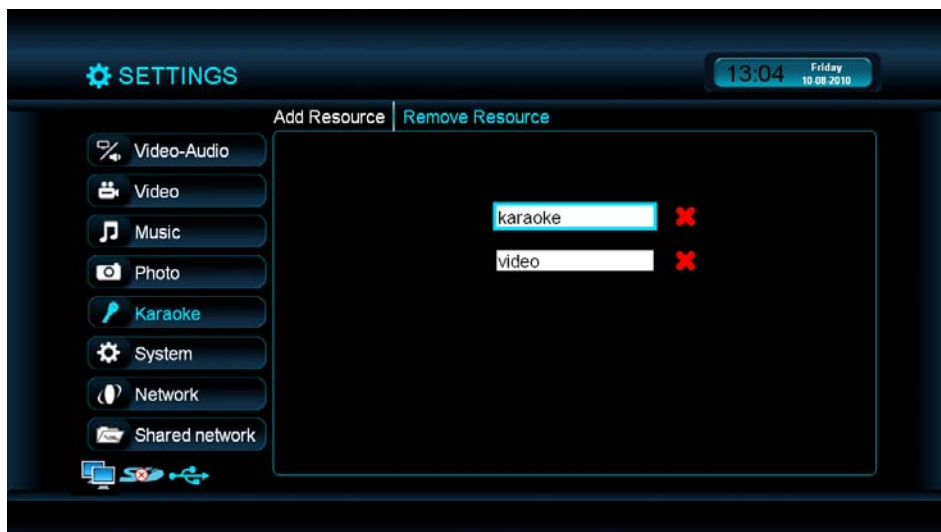 SETTINGS
13:04 Friday
10-08-2010
Add Resource Remove Resource
Video-Audio
Video
karaoke
Music
video
Photo
Karaoke
System
Network
Shared network